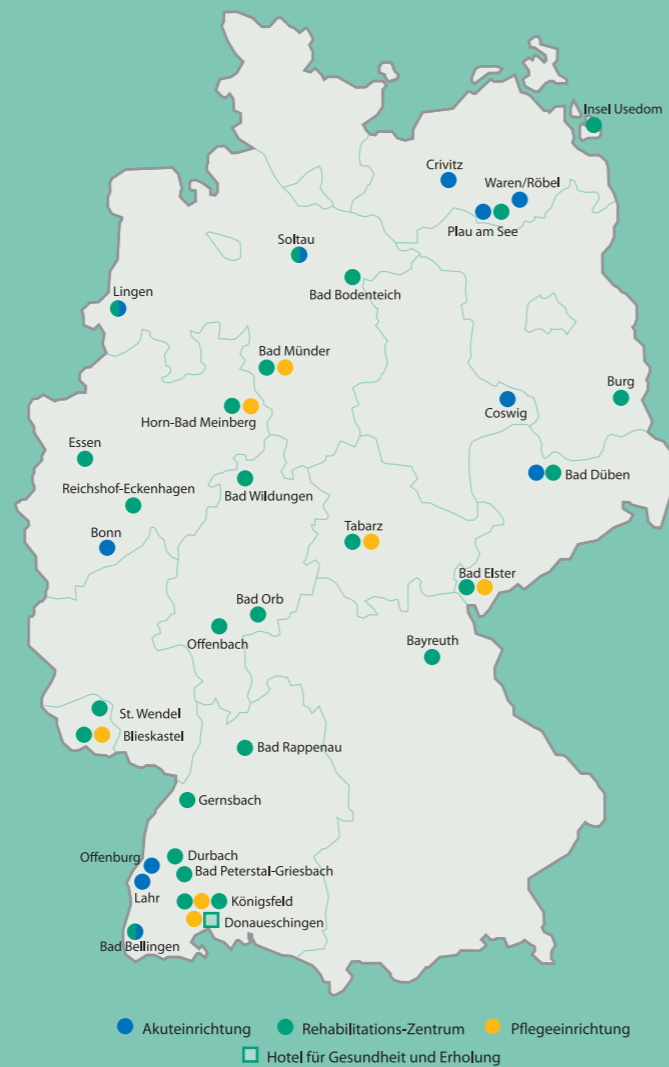 Insel Usedom
Crivitz
Waren/Röbel
Plau am See
Soltau
Bad Bodenteich
Lingen
Bad Münder
Horn-Bad Meinberg
Burg
Coswig
Essen
Reichshof-Eckenhagen
Bad Wildungen
Bad Düben
Bonn
Tabarz
Bad Elster
Bad Orb
Offenbach
Bayreuth
St. Wendel
Blieskastel
Bad Rappenau
Gernsbach
Offenburg
Durbach
Bad Peterstal-Griesbach
Lahr
Königsfeld
Donaueschingen
Bad Bellingen
Akuteinrichtung
Rehabilitations-Zentrum
Pflegeeinrichtung
Hotel für Gesundheit und Erholung